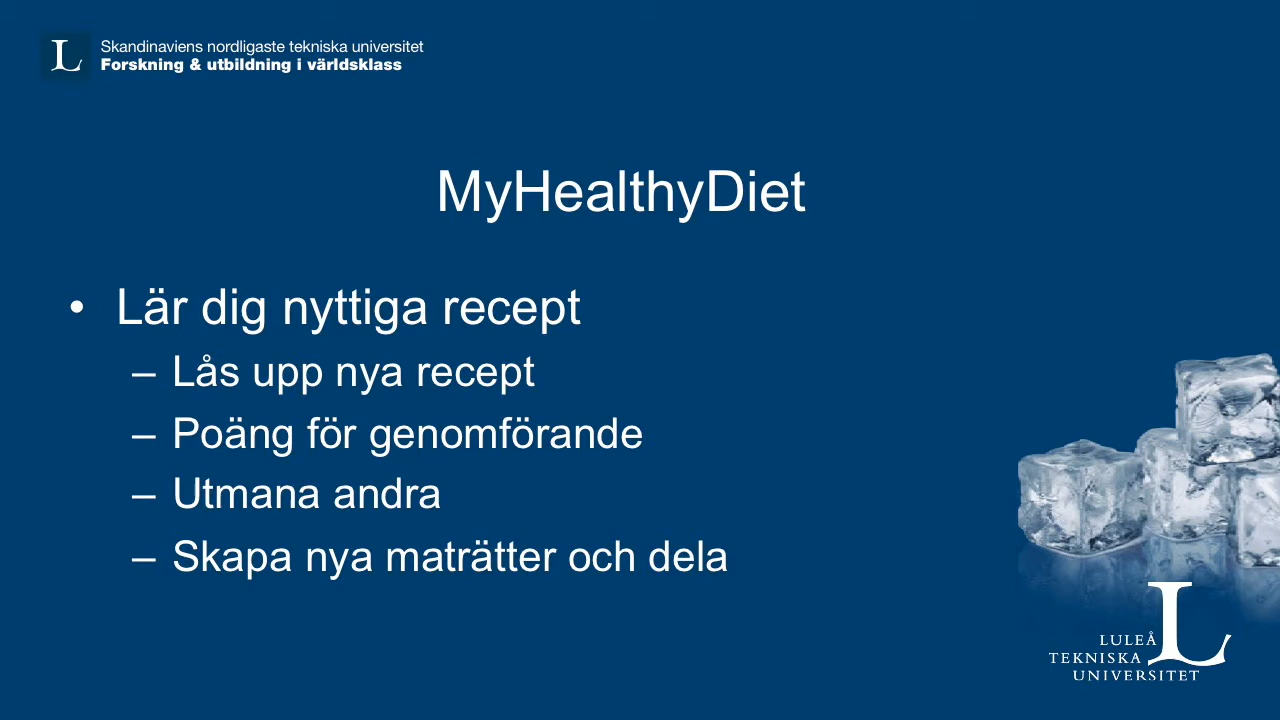 L
Skandinaviens nordligaste tekniska universitet
Forskning & utbildning i världsklass
MyHealthyDiet
• Lär dig nyttiga recept
– Lås upp nya recept
– Poäng för genomförande
– Utmana andra
– Skapa nya maträtter och dela
L
LULEÅ
TEKNISKA
UNIVERSITET